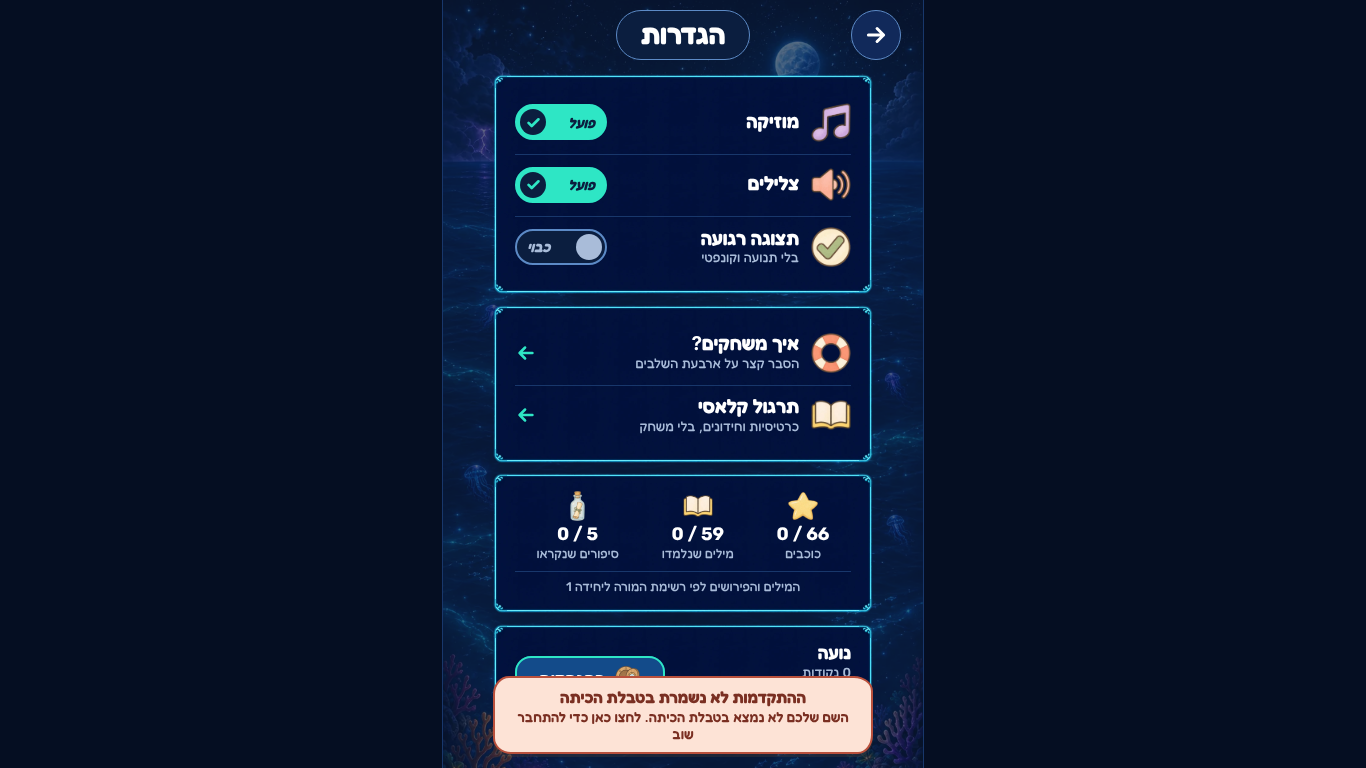 הגדרות
מוזיקה
פועל
צלילים
פועל
תצוגה רגועה
בלי תנועה וקונפטי
כבוי
איך משחקים?
הסבר קצר על ארבעת השלבים
תרגול קלאסי
כרטיסיות וחידונים, בלי משחק
0 / 66
כוכבים
0 / 59
מילים שנלמדו
0 / 5
סיפורים שנקראו
המילים והפירושים לפי רשימת המורה ליחידה 1
נועה
0 נקודות
ההתקדמות לא נשמרת בטבלת הכיתה
השם שלכם לא נמצא בטבלת הכיתה. לחצו כאן כדי להתחבר
שוב